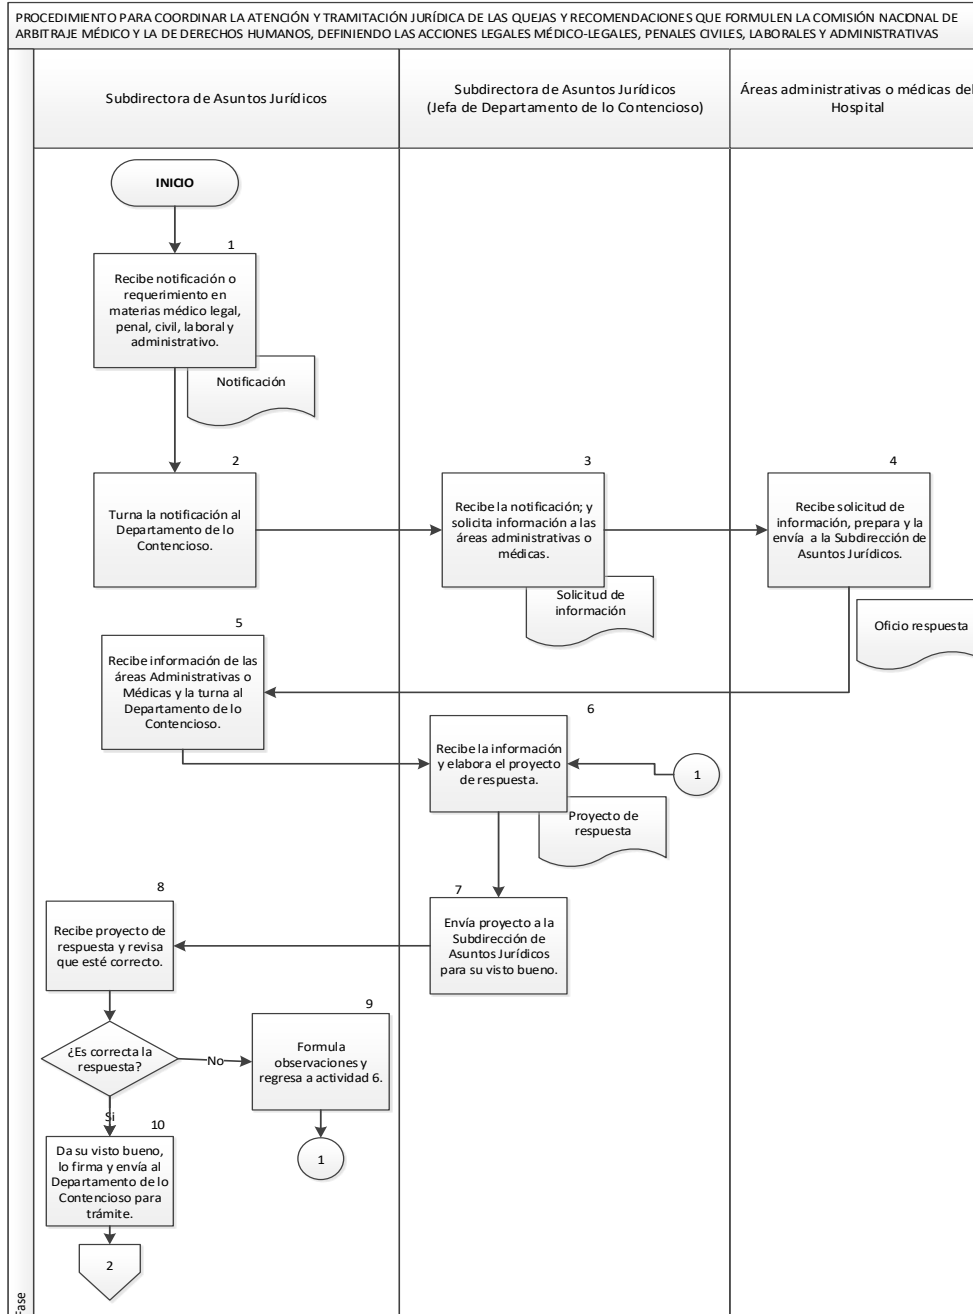 PROCEDIMIENTO PARA COORDINAR LA ATENCIÓN Y TRAMITACIÓN JURÍDICA DE LAS QUEJAS Y RECOMENDACIONES QUE FORMULEN LA COMISIÓN NACIONAL DE
ARBITRAJE MÉDICO Y LA DE DERECHOS HUMANOS, DEFINIENDO LAS ACCIONES LEGALES MÉDICO-LEGALES, PENALES CIVILES, LABORALES Y ADMINISTRATIVAS
Subdirectora de Asuntos Jurídicos
Subdirectora de Asuntos Jurídicos
(Jefa de Departamento de lo Contencioso)
Áreas administrativas o médicas del
Hospital
INICIO
1
Recibe notificación o
requerimiento en
materias médico legal,
penal, civil, laboral y
administrativo.
Notificación
2
Turna la notificación al
Departamento de lo
Contencioso.
3
Recibe la notificación; y
solicita información a las
áreas administrativas o
médicas.
Solicitud de
información
4
Recibe solicitud de
información, prepara y la
envía a la Subdirección de
Asuntos Jurídicos.
Oficio respuesta
5
Recibe información de las
áreas Administrativas o
Médicas y la turna al
Departamento de lo
Contencioso.
6
Recibe la información
y elabora el proyecto
de respuesta.
1
Proyecto de
respuesta
7
Envía proyecto a la
Subdirección de
Asuntos Jurídicos
para su visto bueno.
8
Recibe proyecto de
respuesta y revisa
que esté correcto.
¿Es correcta la
respuesta?
No
9
Formula
observaciones y
regresa a actividad 6.
1
Si
10
Da su visto bueno,
lo firma y envía al
Departamento de lo
Contencioso para
trámite.
2
Fase